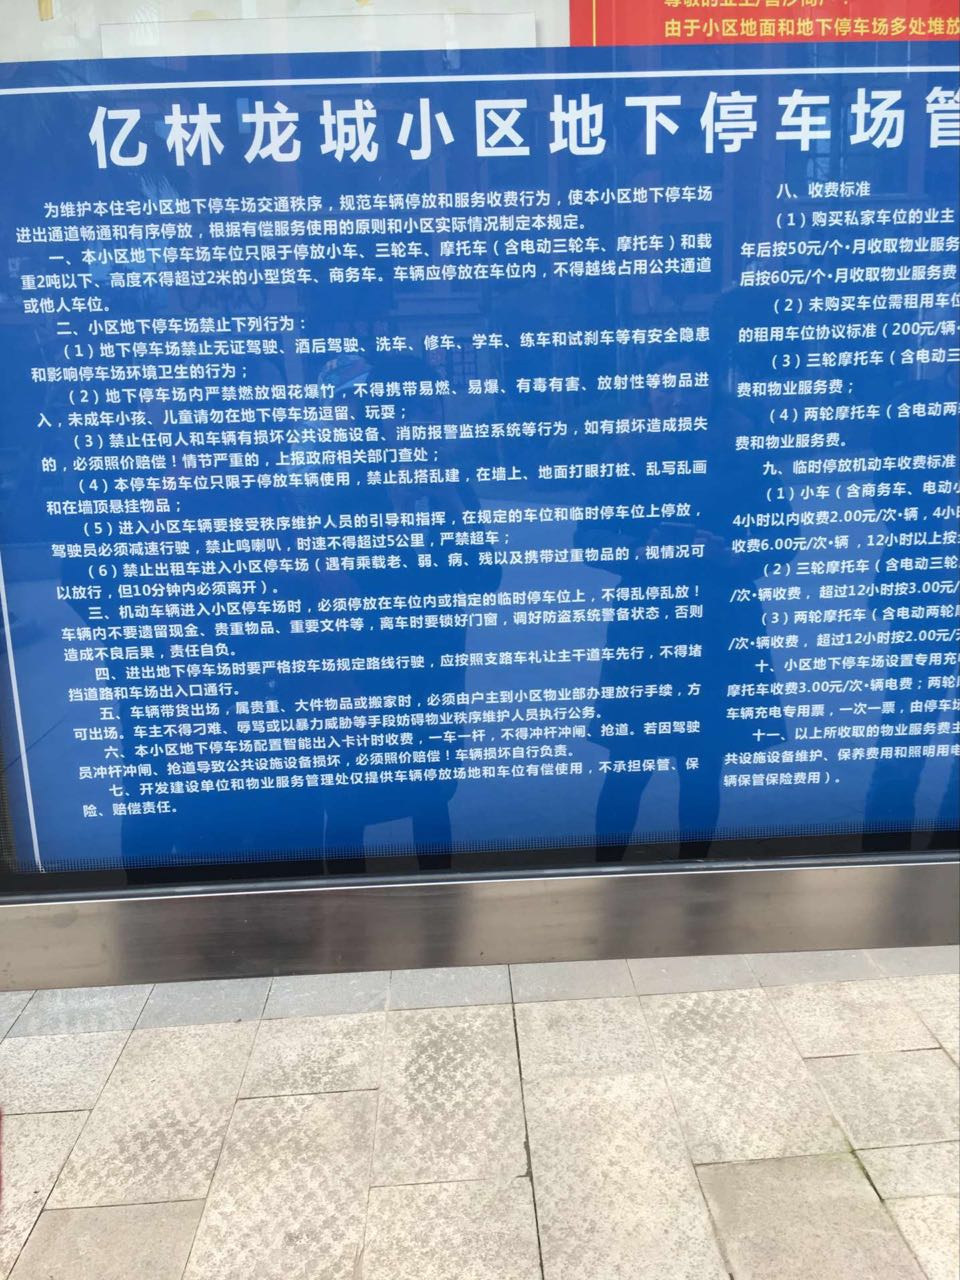 尊敬的业主/善沙商户：
由于小区地面和地下停车场多处堆放
亿林龙城小区地下停车场管
为维护本住宅小区地下停车场交通秩序，规范车辆停放和服务收费行为，使本小区地下停车场
进出通道畅通和有序停放，根据有偿服务使用的原则和小区实际情况制定本规定。
一、本小区地下停车场车位只限于停放小车、三轮车、摩托车（含电动三轮车、摩托车）和载
重2吨以下、高度不得超过2米的小型货车、商务车。车辆应停放在车位内，不得越线占用公共通道
或他人车位。
二、小区地下停车场禁止下列行为：
（1）地下停车场禁止无证驾驶、酒后驾驶、洗车、修车、学车、练车和试刹车等有安全隐患
和影响停车场环境卫生的行为；
（2）地下停车场内严禁燃放烟花爆竹，不得携带易燃、易爆、有毒有害、放射性等物品进
入，未成年小孩、儿童请勿在地下停车场逗留、玩耍；
（3）禁止任何人和车辆有损坏公共设施设备、消防报警监控系统等行为，如有损坏造成损失
的，必须照价赔偿！情节严重的，上报政府相关部门查处；
（4）本停车场车位只限于停放车辆使用，禁止乱搭乱建，在墙上、地面打眼打桩、乱写乱画
和在墙顶悬挂物品；
（5）进入小区车辆要接受秩序维护人员的引导和指挥，在规定的车位和临时停车位上停放，
驾驶员必须减速行驶，禁止鸣喇叭，时速不得超过5公里，严禁超车；
（6）禁止出租车进入小区停车场（遇有乘载老、弱、病、残以及携带过重物品的，视情况可
以放行，但10分钟内必须离开）。
三、机动车辆进入小区停车场时，必须停放在车位内或指定的临时停车位上，不得乱停乱放！
车辆内不要遗留现金、贵重物品、重要文件等，离车时要锁好门窗，调好防盗系统警备状态，否则
造成不良后果，责任自负。
四、进出地下停车场时要严格按车场规定路线行驶，应按照支路车礼让主干道车先行，不得堵
挡道路和车场出入口通行。
五、车辆带货出场，属贵重、大件物品或搬家时，必须由户主到小区物业部办理放行手续，方
可出场。车主不得刁难、辱骂或以暴力威胁等手段妨碍物业秩序维护人员执行公务。
六、本小区地下停车场配置智能出入卡计时收费，一车一杆，不得冲杆冲闸、抢道。若因驾驶
员冲杆冲闸、抢道导致公共设施设备损坏，必须照价赔偿！车辆损坏自行负责。
七、开发建设单位和物业服务管理处仅提供车辆停放场地和车位有偿使用，不承担保管、保
险、赔偿责任。
八、收费标准
（1）购买私家车位的业主
年后按50元/个·月收取物业服务
后按60元/个·月收取物业服务费
（2）未购买车位需租用车位
的租用车位协议标准（200元/辆·
（3）三轮摩托车（含电动三
费和物业服务费；
（4）两轮摩托车（含电动两
费和物业服务费。
九、临时停放机动车收费标准
（1）小车（含商务车、电动小
4小时以内收费2.00元/次·辆，4小
收费6.00元/次·辆，12小时以上按
（2）三轮摩托车（含电动三轮
/次·辆收费，超过12小时按3.00元/
（3）两轮摩托车（含电动两轮
/次·辆收费，超过12小时按2.00元/
十、小区地下停车场设置专用充
摩托车收费3.00元/次·辆电费；两轮
车辆充电专用票，一次一票，由停车场
十一、以上所收取的物业服务费主
共设施设备维护、保养费用和照明用电
辆保管保险费用）。